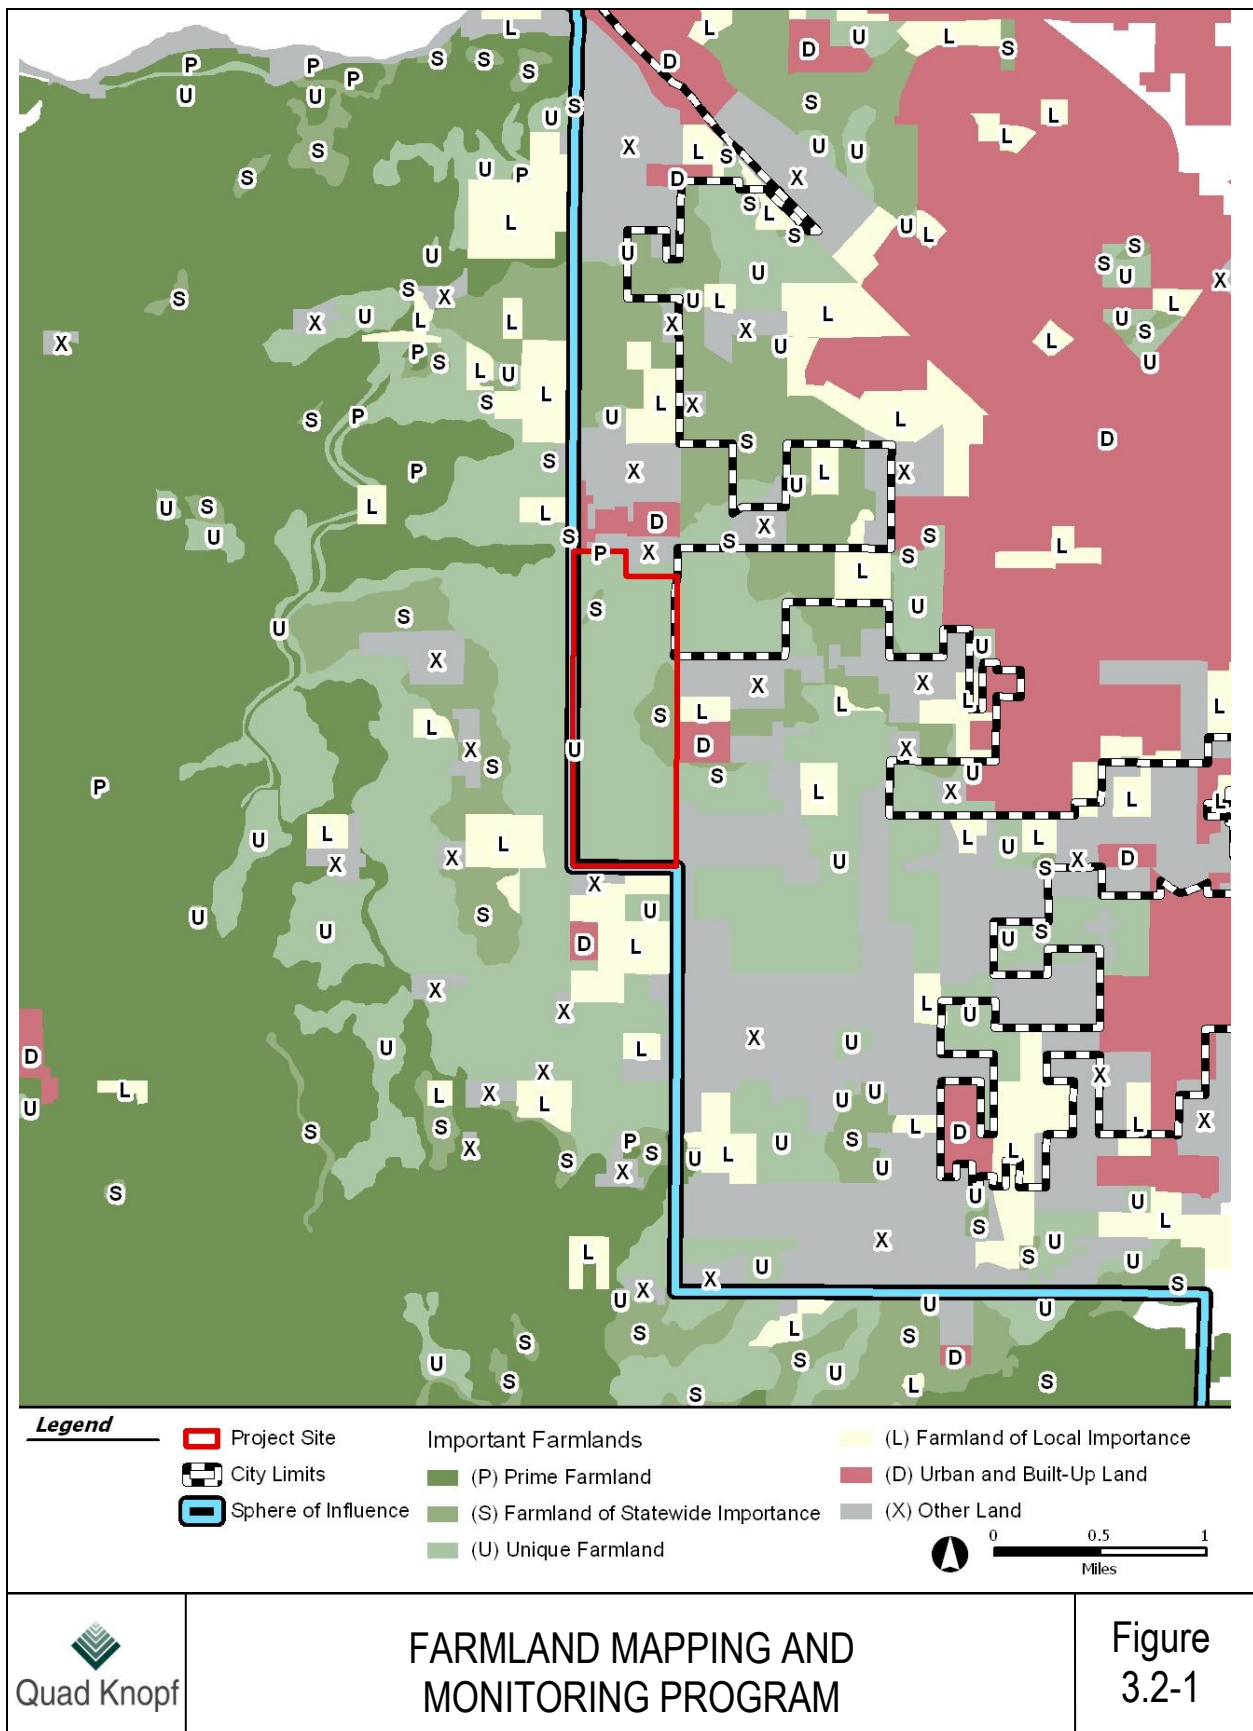 L
D
L
D
U
L
S
P
P
P
S
S
S
U
U
S
U
S
L
L
S
X
L
S
U
U
S
U
P
D
X
L
S
L
S
U
L
U
U
S
S
U
X
S
X
U
L
X
S
X
U
L
L
X
X
U
L
L
U
S
L
X
P
S
L
U
L
S
S
P
U
L
X
L
S
D
P
S
X
L
U
X
X
U
S
U
L
D
X
S
S
S
L
P
X
L
S
S
U
U
S
X
U
X
X
L
L
S
L
L
L
X
U
D
X
S
S
U
X
P
L
X
L
L
U
L
L
X
X
L
U
L
U
L
X
D
S
X
U
U
S
U
S
D
L
X
L
X
U
L
X
U
D
X
X
L
U
L
X
L
U
U
L
S
S
X
P
S
X
S
U
L
U
S
U
L
D
L
X
S
U
S
U
L
X
L
S
U
U
X
U
X
U
S
U
S
U
U
S
L
S
D
U
S
U
S
S
L
S
Legend
Project Site
City Limits
Sphere of Influence
Important Farmlands
(P) Prime Farmland
(S) Farmland of Statewide Importance
(U) Unique Farmland
(L) Farmland of Local Importance
(D) Urban and Built-Up Land
(X) Other Land
0 0.5 1
Miles
Quad Knopf
FARMLAND MAPPING AND
MONITORING PROGRAM
Figure
3.2-1